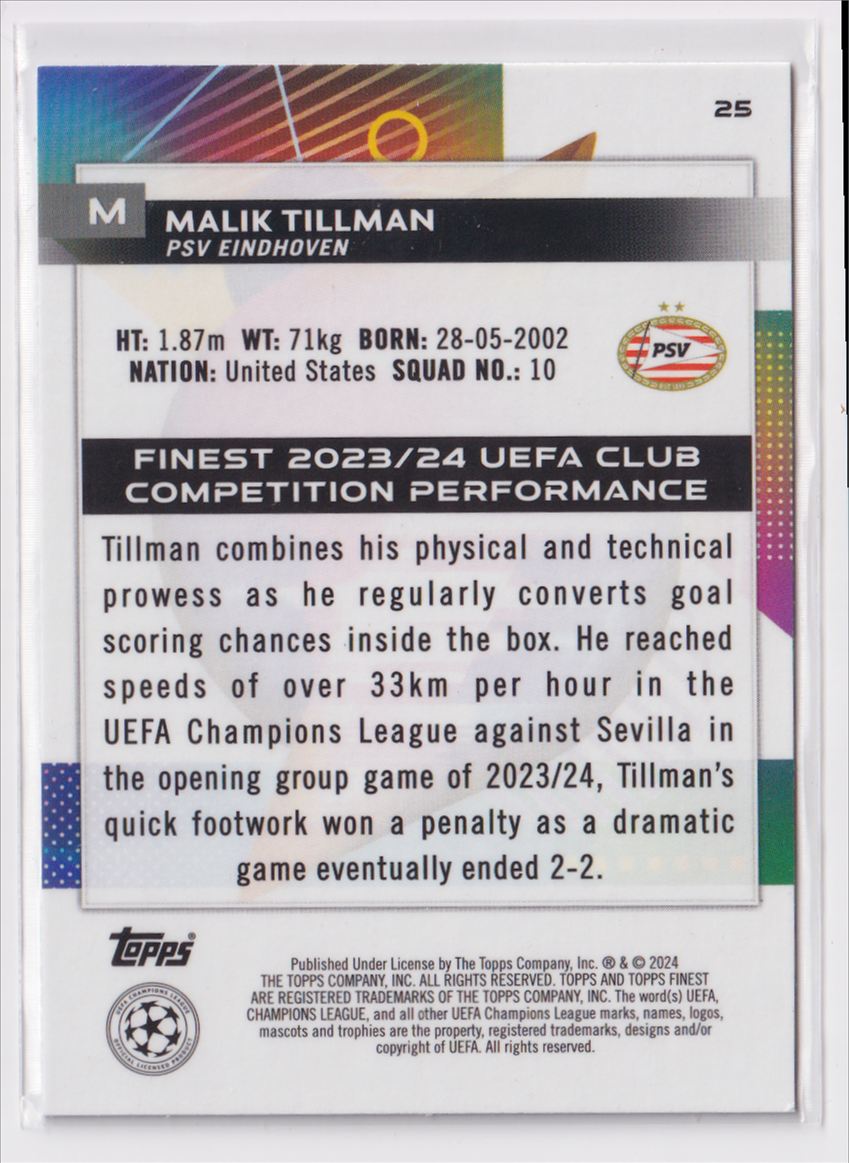 25
M
MALIK TILLMAN
PSV EINDHOVEN
HT: 1.87m WT: 71kg BORN: 28-05-2002
NATION: United States SQUAD NO.: 10
PSV
FINEST 2023/24 UEFA CLUB
COMPETITION PERFORMANCE
Tillman combines his physical and technical
prowess as he regularly converts goal
scoring chances inside the box. He reached
speeds of over 33km per hour in the
UEFA Champions League against Sevilla in
the opening group game of 2023/24, Tillman's
quick footwork won a penalty as a dramatic
game eventually ended 2-2.
Topps®
UEFA CHAMPIONS LEAGUE
OFFICIAL LICENSED PRODUCT
Published Under License by The Topps Company, Inc. ® & © 2024
THE TOPPS COMPANY, INC. ALL RIGHTS RESERVED. TOPPS AND TOPPS FINEST
ARE REGISTERED TRADEMARKS OF THE TOPPS COMPANY, INC. The word(s) UEFA,
CHAMPIONS LEAGUE, and all other UEFA Champions League marks, names, logos,
mascots and trophies are the property, registered trademarks, designs and/or
copyright of UEFA. All rights reserved.